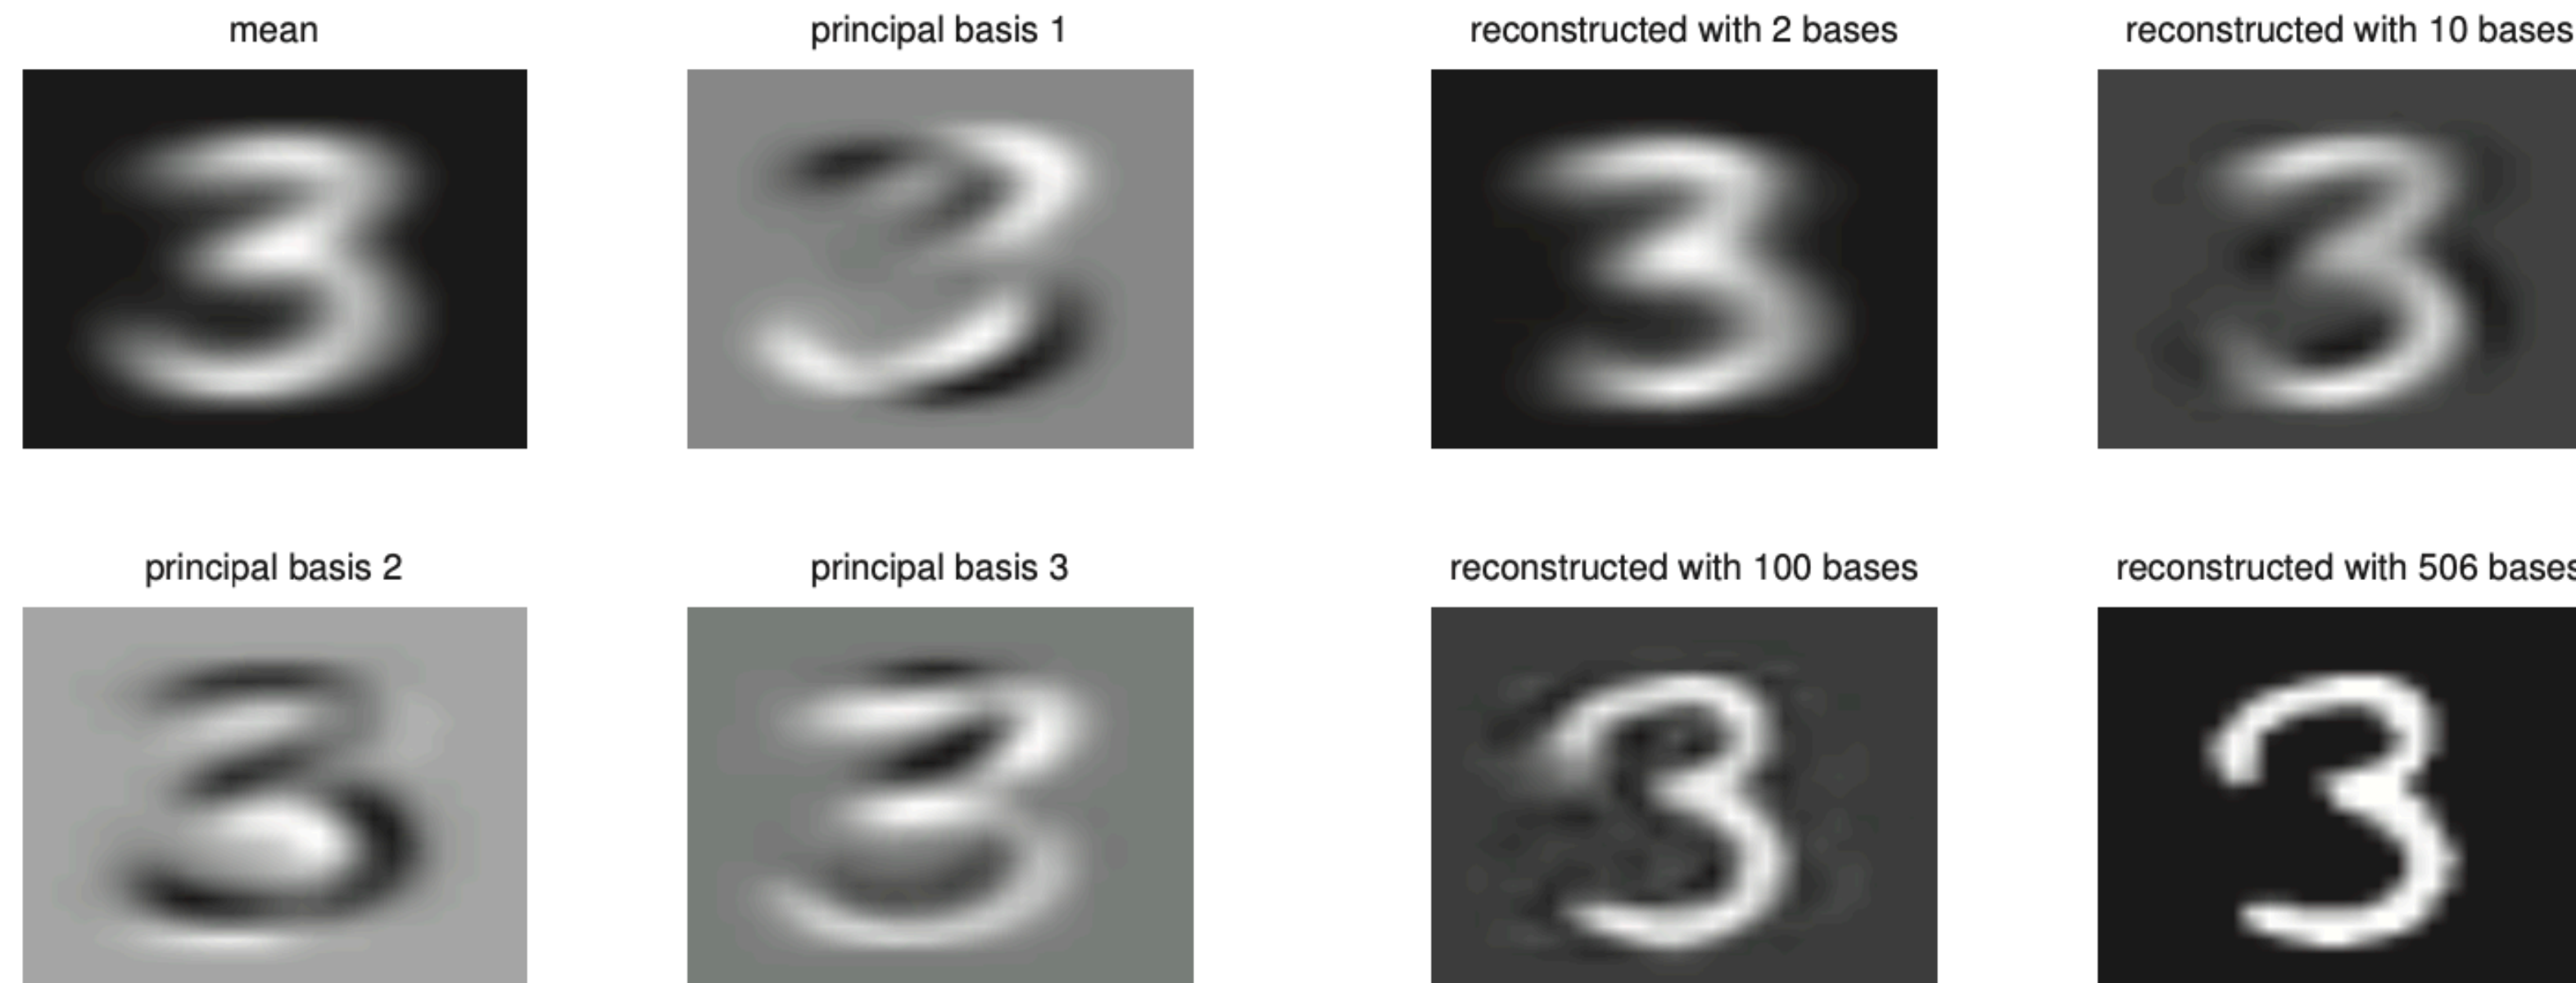 mean
principal basis 1
reconstructed with 2 bases
reconstructed with 10 bases
principal basis 2
principal basis 3
reconstructed with 100 bases
reconstructed with 506 bases